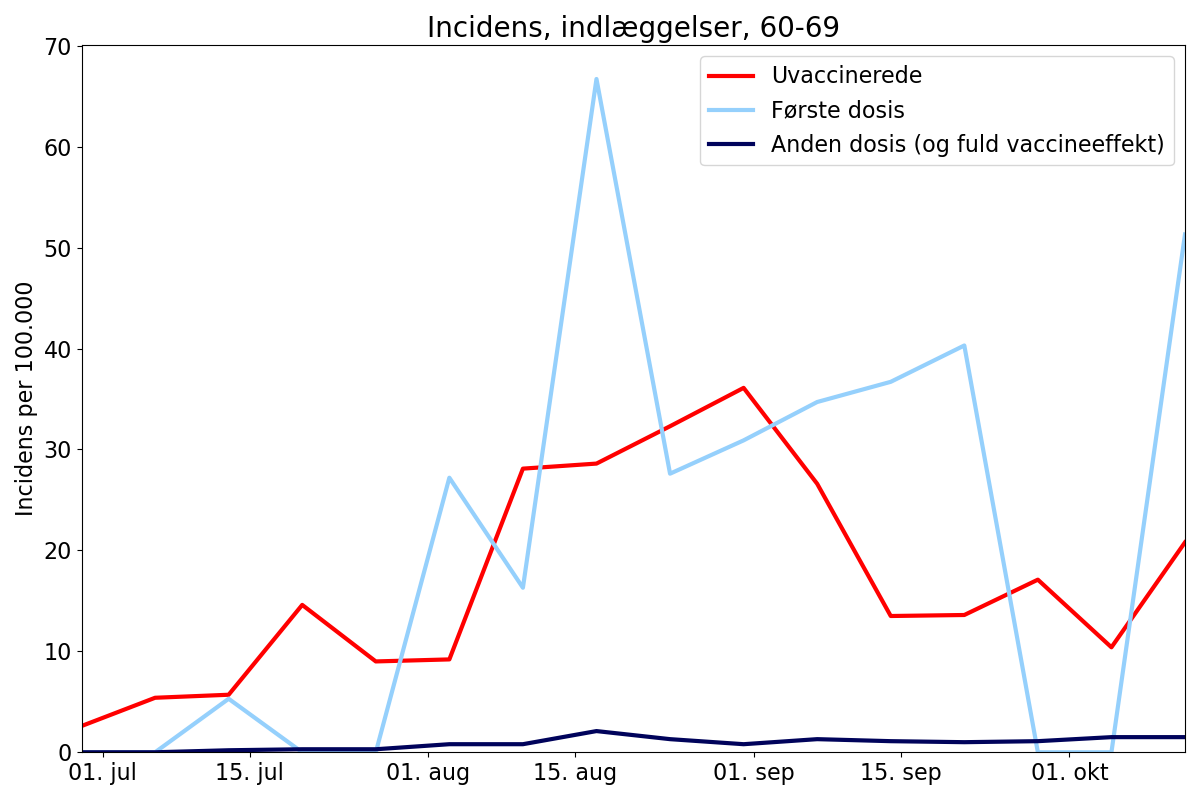 Incidens, indlæggelser, 60-69
Uvaccinerede
Første dosis
Anden dosis (og fuld vaccineeffekt)
Incidens per 100.000
70
60
50
40
30
20
10
0
01. jul
15. jul
01. aug
15. aug
01. sep
15. sep
01. okt